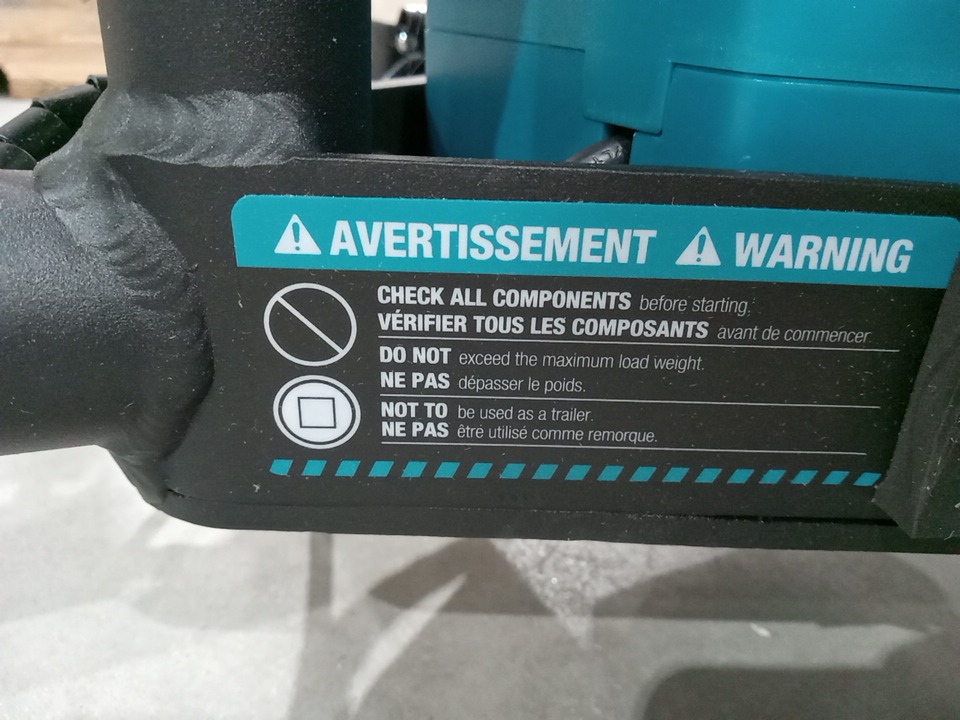 AVERTISSEMENT WARNING
CHECK ALL COMPONENTS before starting.
VÉRIFIER TOUS LES COMPOSANTS avant de commencer
DO NOT exceed the maximum load weight.
NE PAS dépasser le poids.
NOT TO be used as a trailer.
NE PAS être utilisé comme remorque.